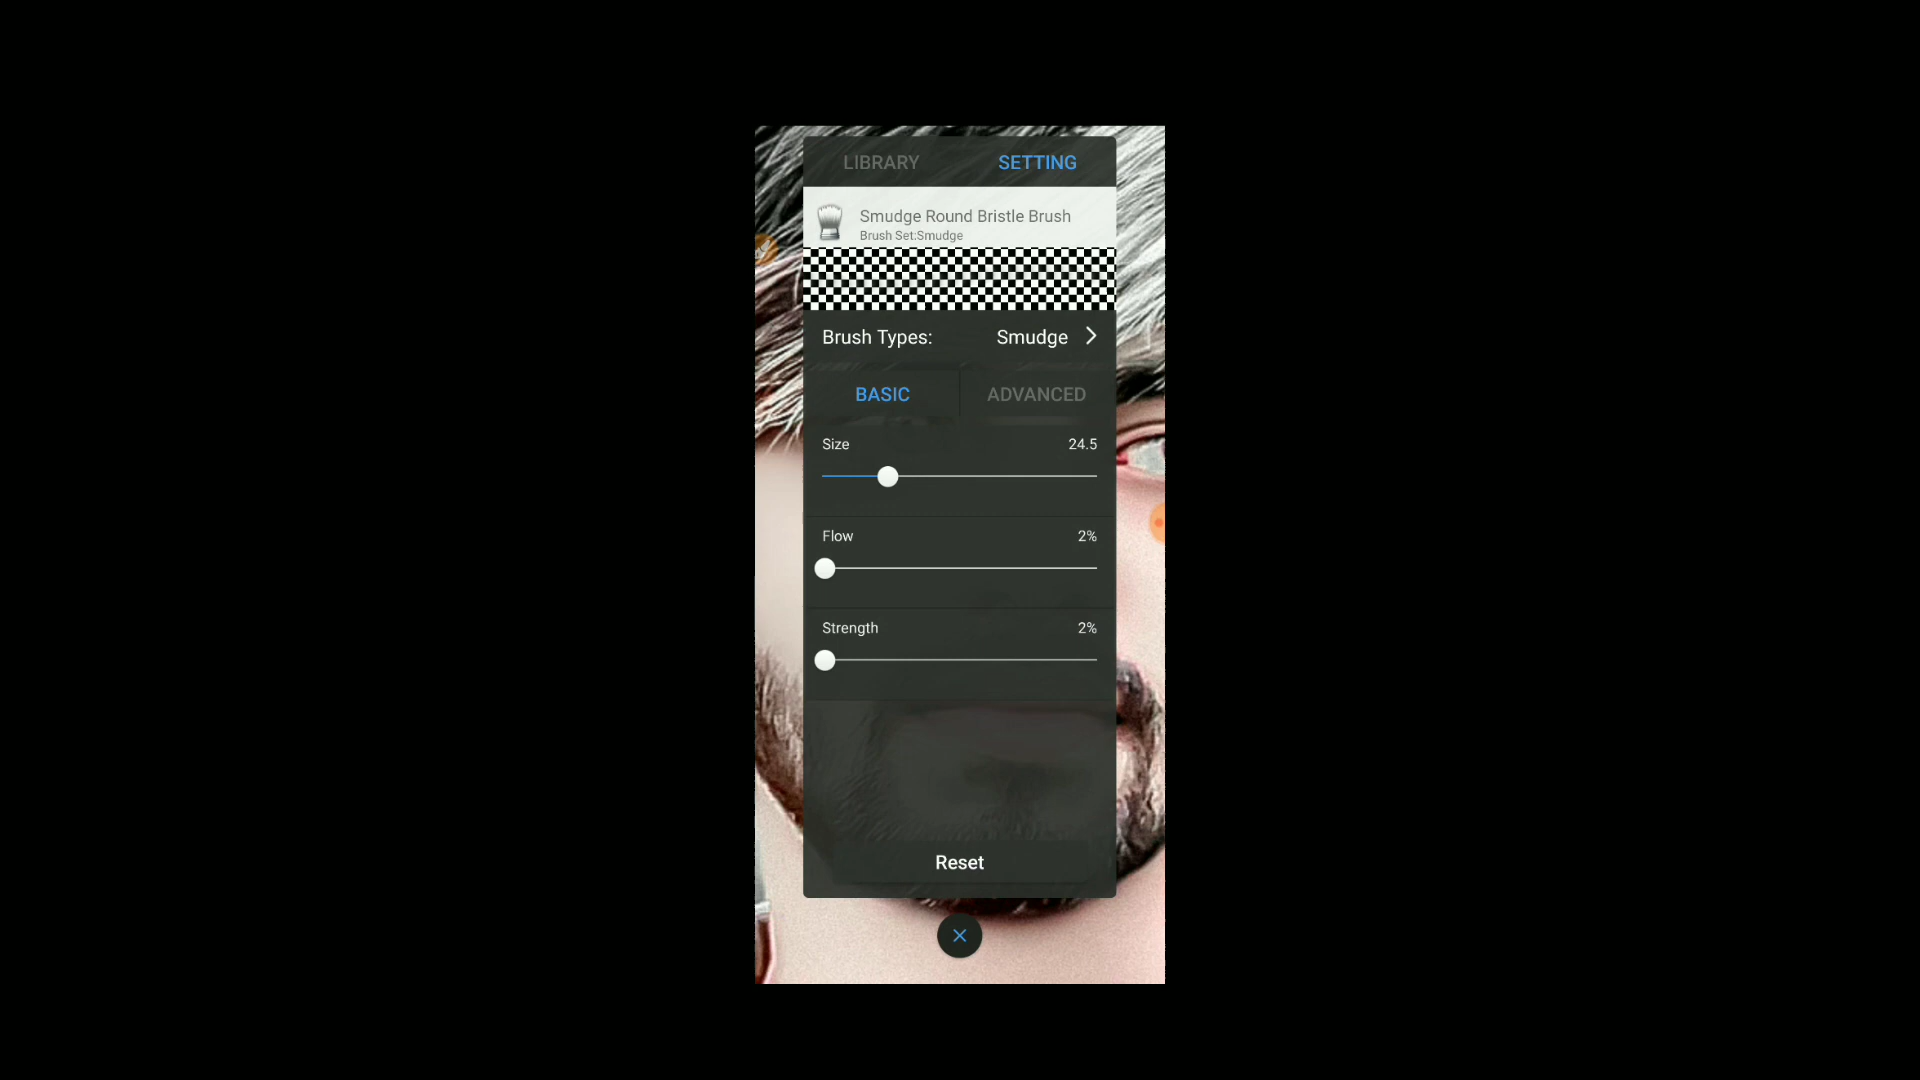 LIBRARY SETTING
Smudge Round Bristle Brush
Brush Set:Smudge
Brush Types: Smudge
BASIC ADVANCED
Size 24.5
Flow 2%
Strength 2%
Reset